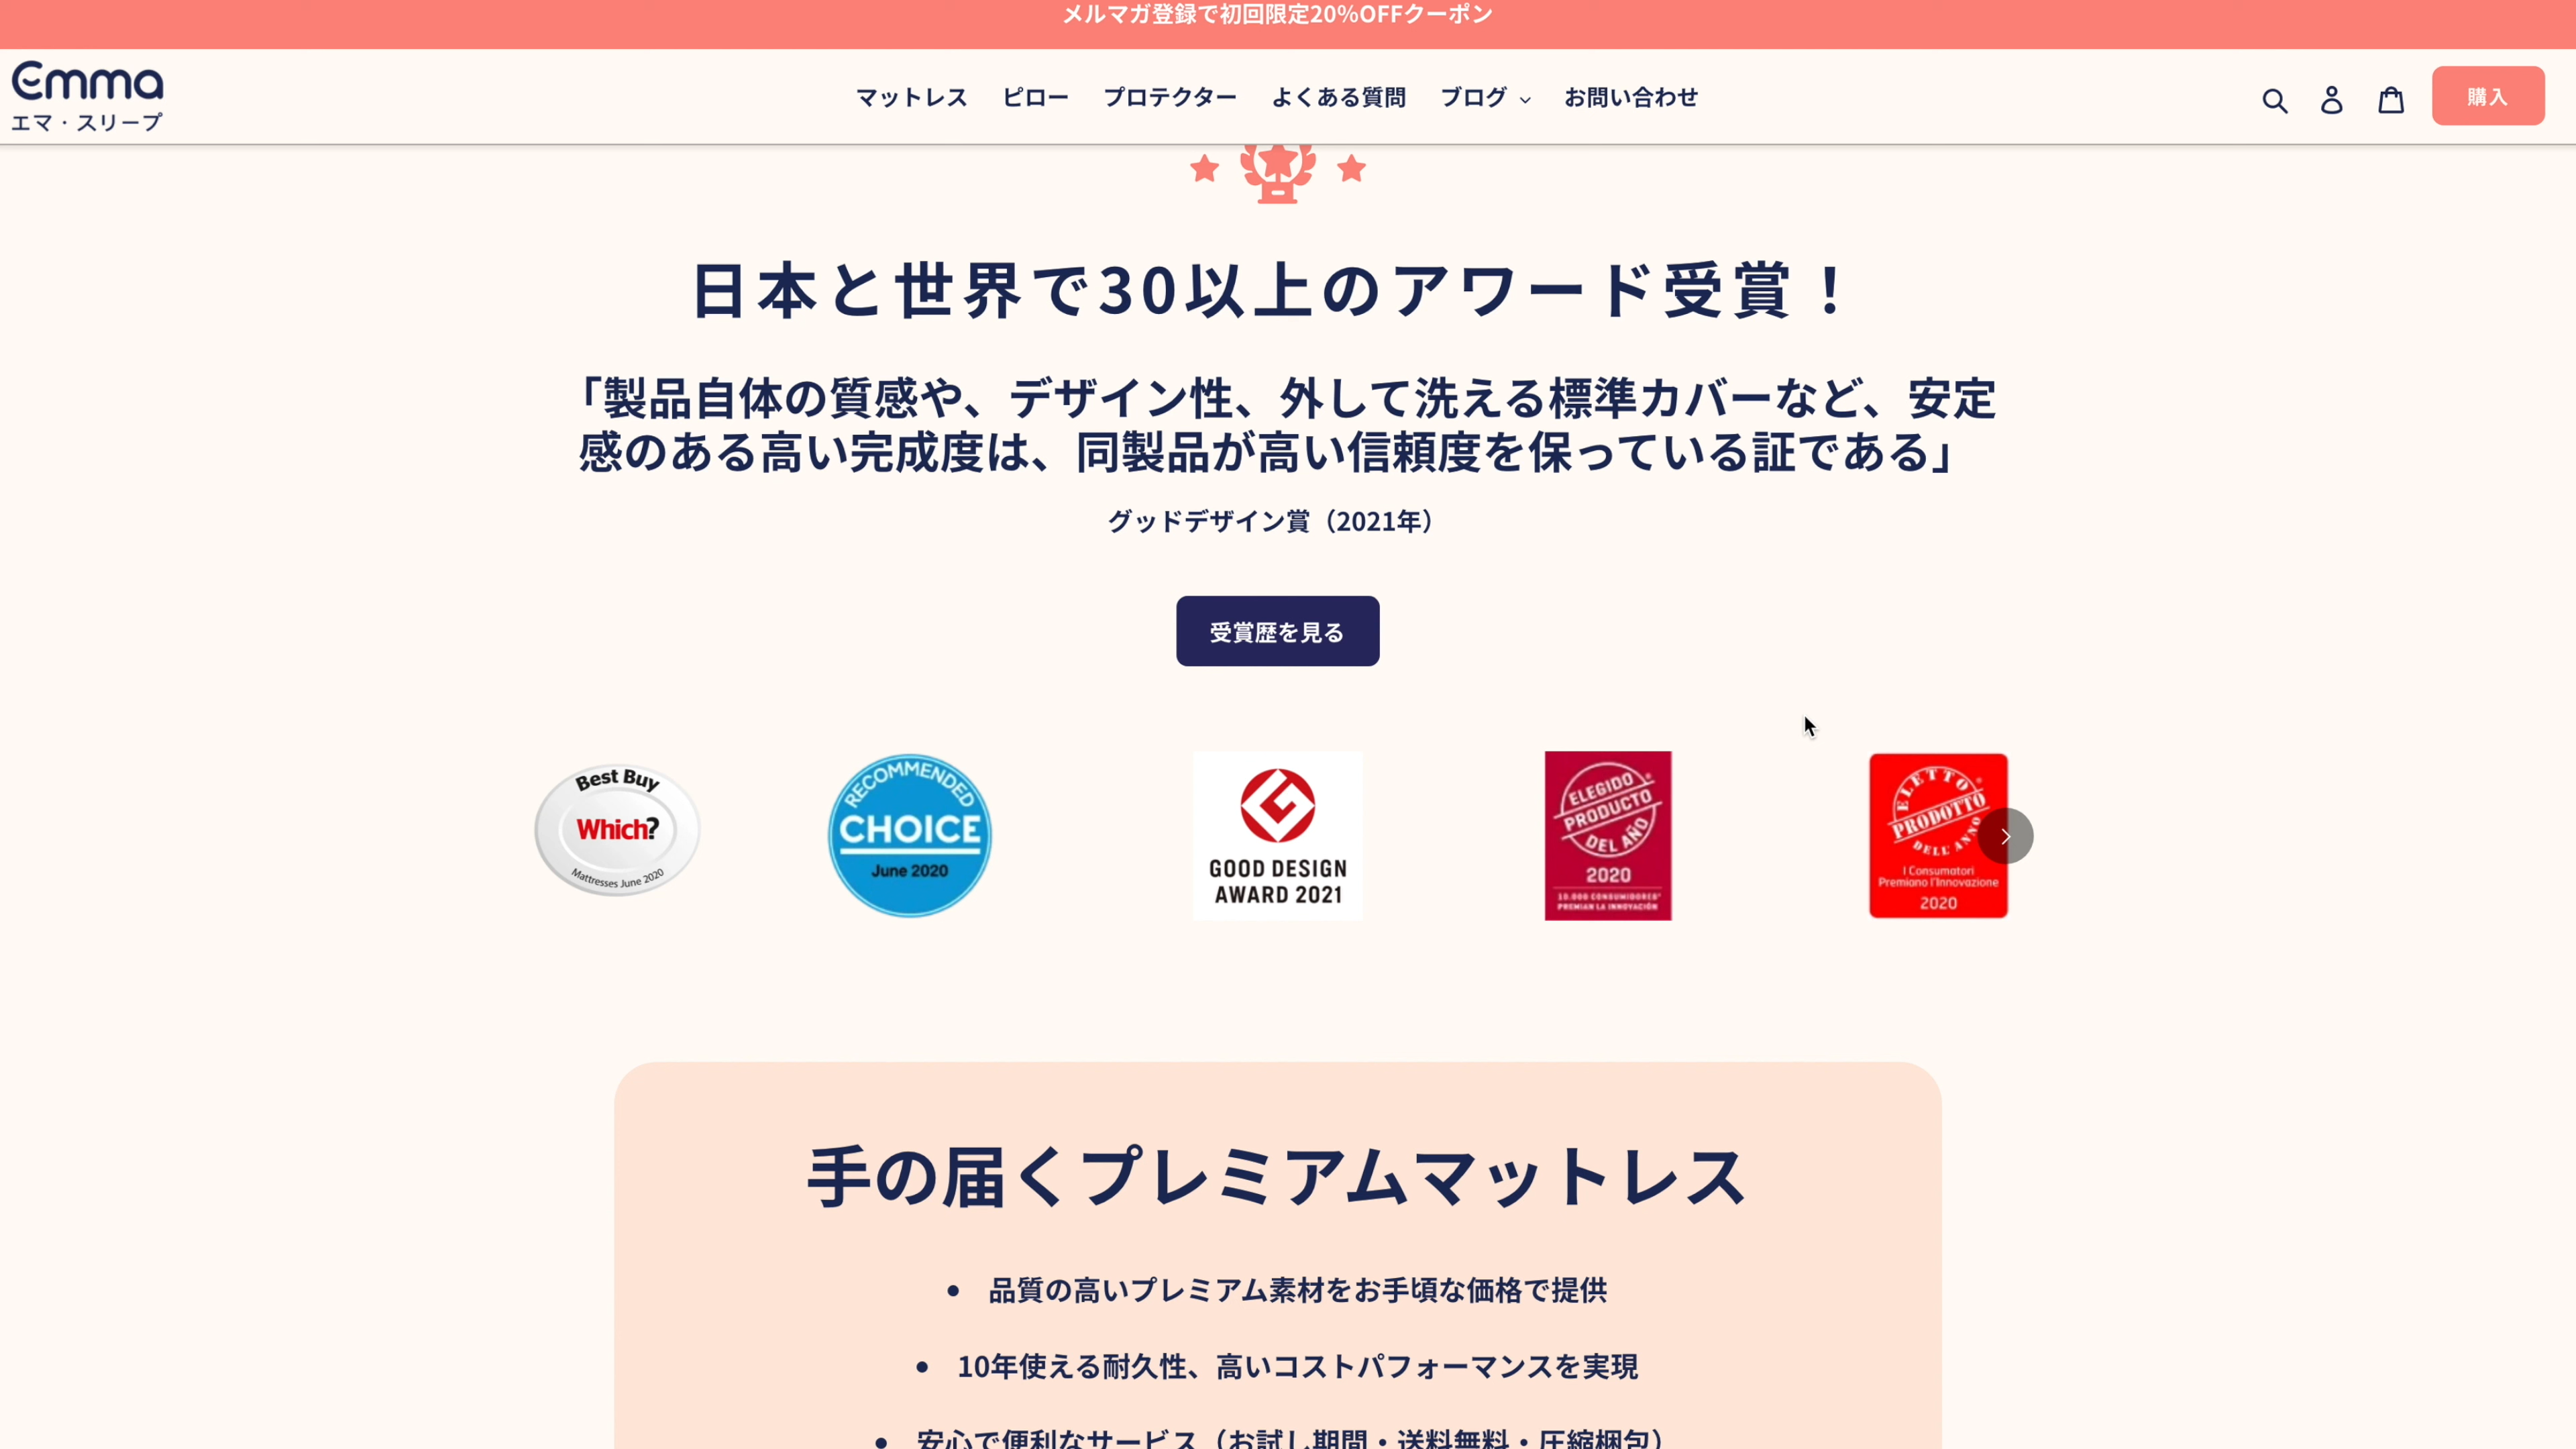 メルマガ登録で初回限定20%OFFクーポン
Emma
エマ・スリープ
マットレス ピロー プロテクター よくある質問 ブログ お問い合わせ
購入
日本と世界で30以上のアワード受賞！
「製品自体の質感や、デザイン性、外して洗える標準カバーなど、安定
感のある高い完成度は、同製品が高い信頼度を保っている証である」
グッドデザイン賞（2021年）
受賞歴を見る
Best Buy
Which?
Mattresses June 2020
RECOMMENDED
CHOICE
June 2020
GOOD DESIGN
AWARD 2021
ELEGIDO
PRODUCTO
DEL AÑO
2020
10.000 CONSUMIDORES*
PREMIAN LA INNOVACIÓN
ELETTO
PRODOTTO
DELL'ANNO
I Consumatori
Premiano l'Innovazione
2020
手の届くプレミアムマットレス
• 品質の高いプレミアム素材をお手頃な価格で提供
• 10年使える耐久性、高いコストパフォーマンスを実現
• 安心で便利なサービス（お試し期間・送料無料・圧縮梱包）